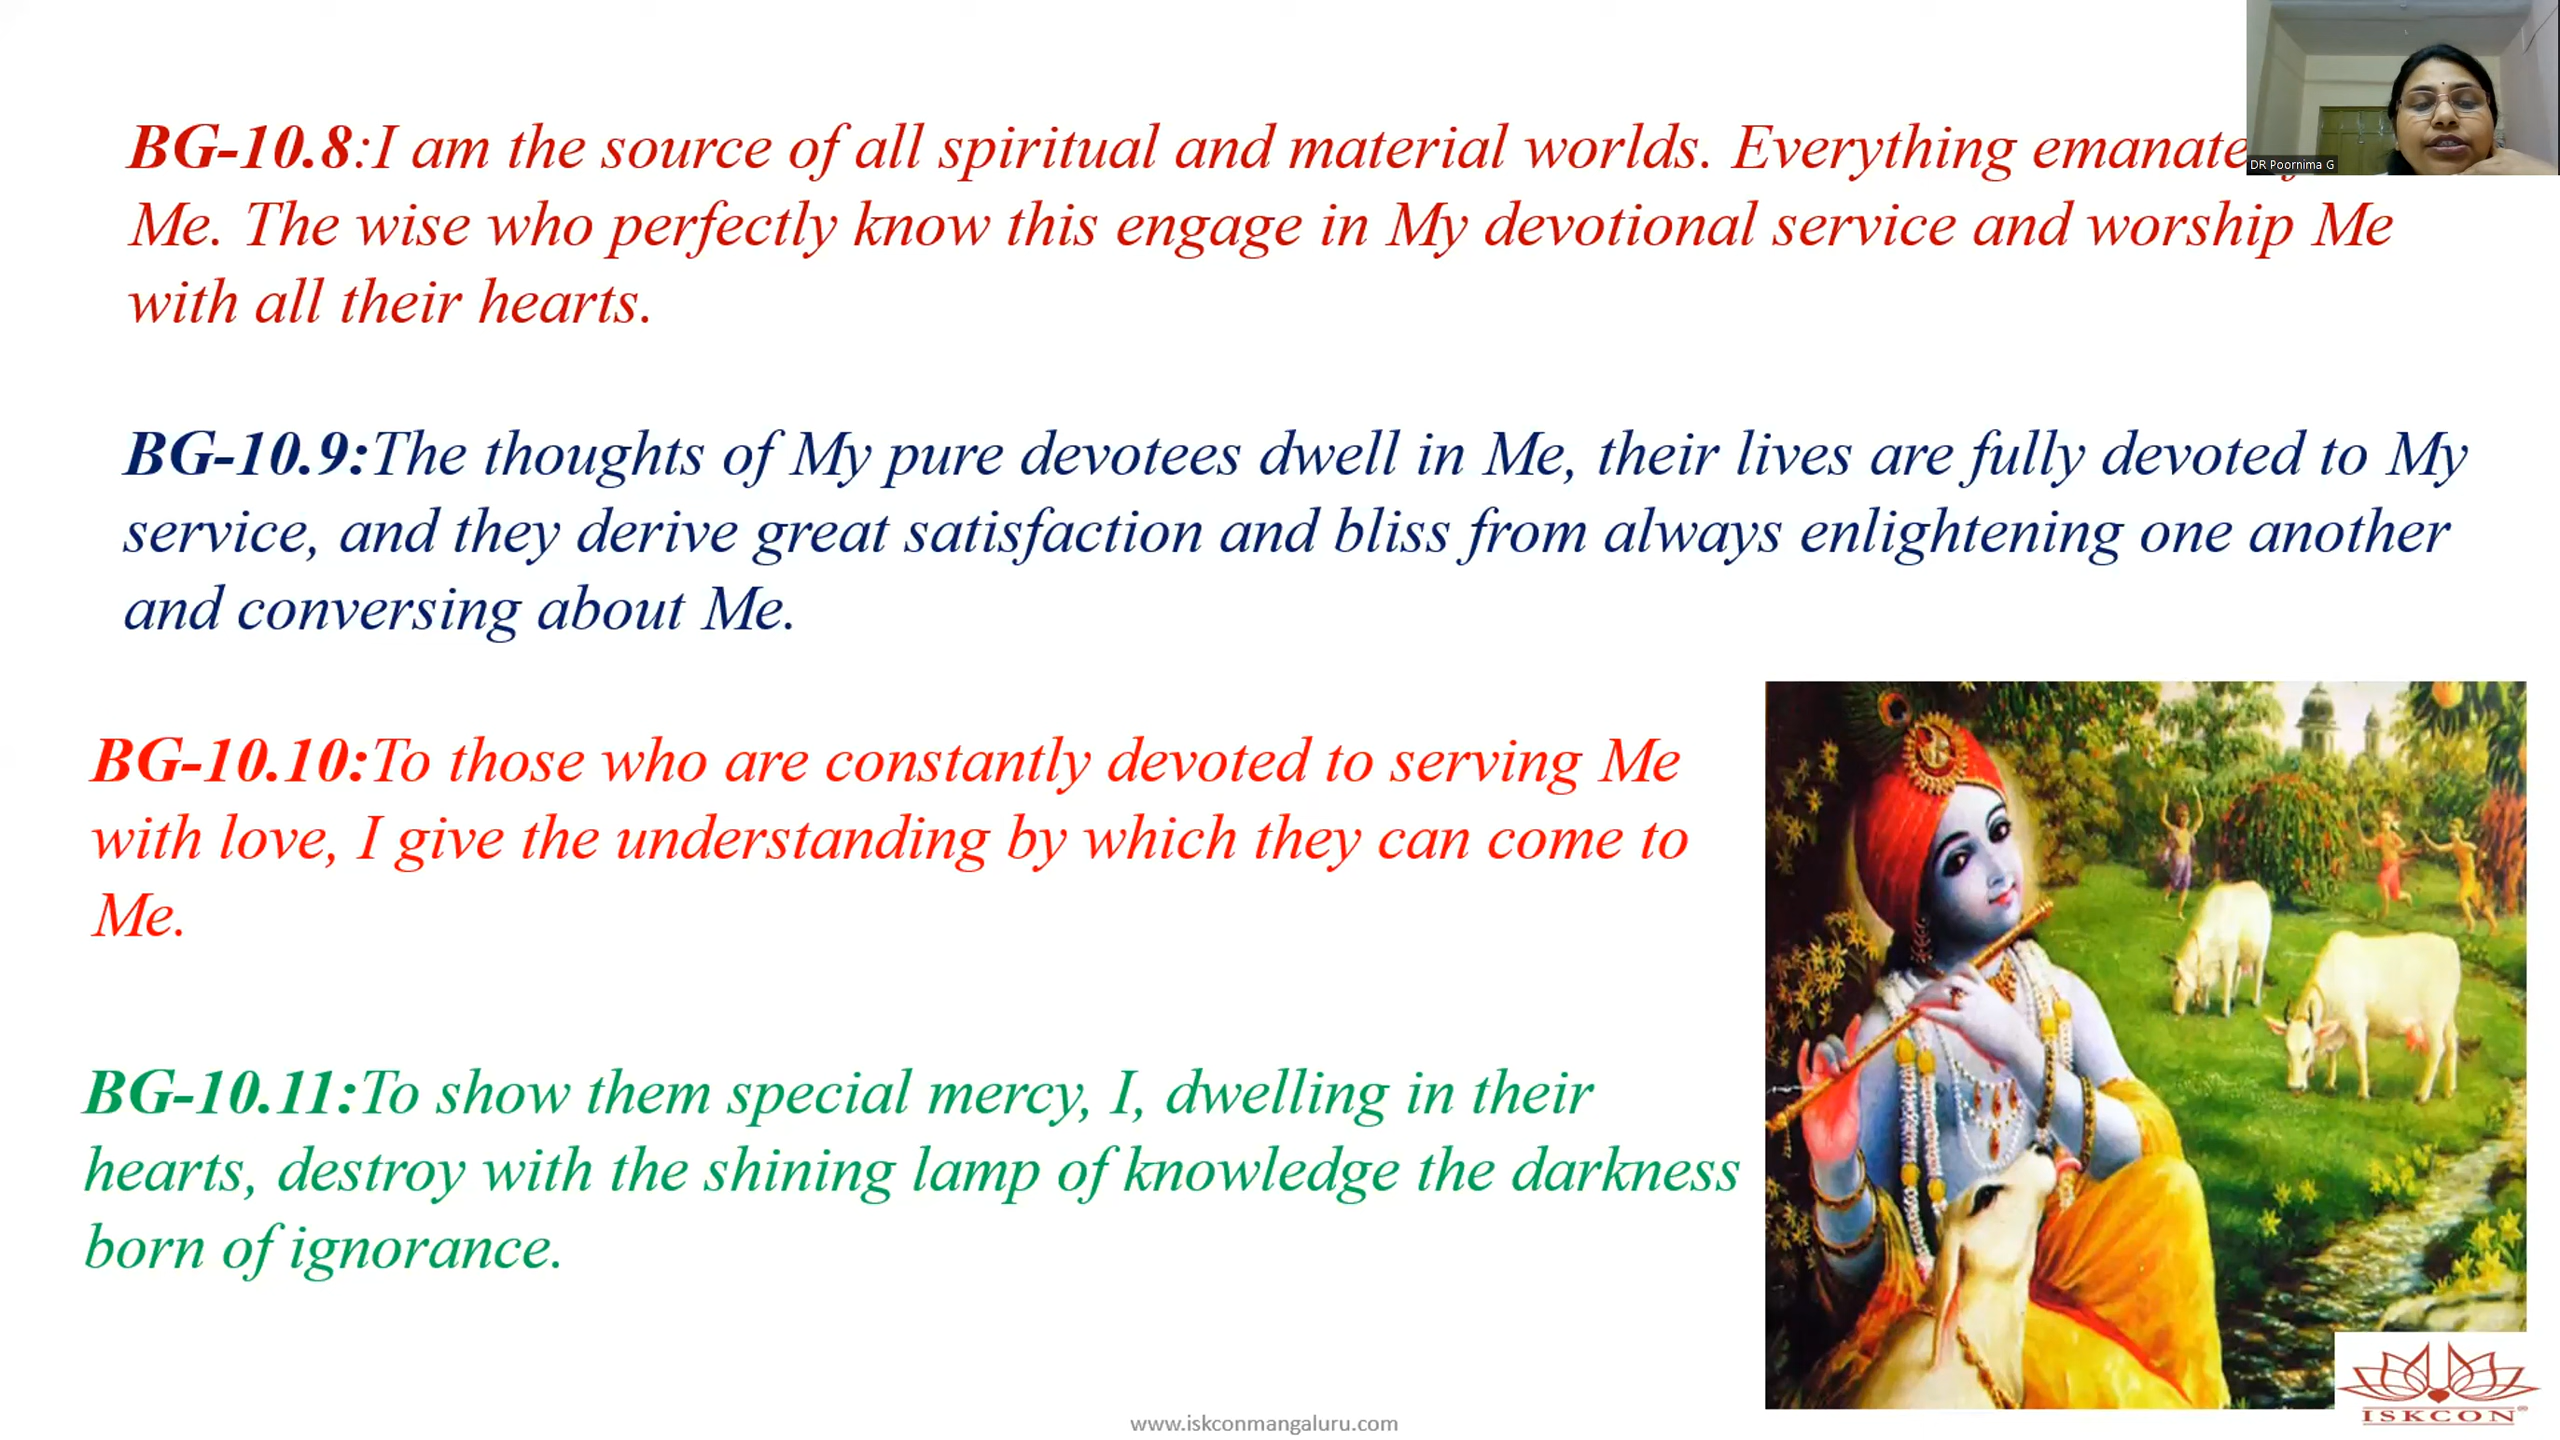 BG-10.8:I am the source of all spiritual and material worlds. Everything emanate
DR Poornima G
Me. The wise who perfectly know this engage in My devotional service and worship Me
with all their hearts.
BG-10.9:The thoughts of My pure devotees dwell in Me, their lives are fully devoted to My
service, and they derive great satisfaction and bliss from always enlightening one another
and conversing about Me.
BG-10.10:To those who are constantly devoted to serving Me
with love, I give the understanding by which they can come to
Me.
BG-10.11:To show them special mercy, I, dwelling in their
hearts, destroy with the shining lamp of knowledge the darkness
born of ignorance.
ISKCON®
www.iskconmangaluru.com